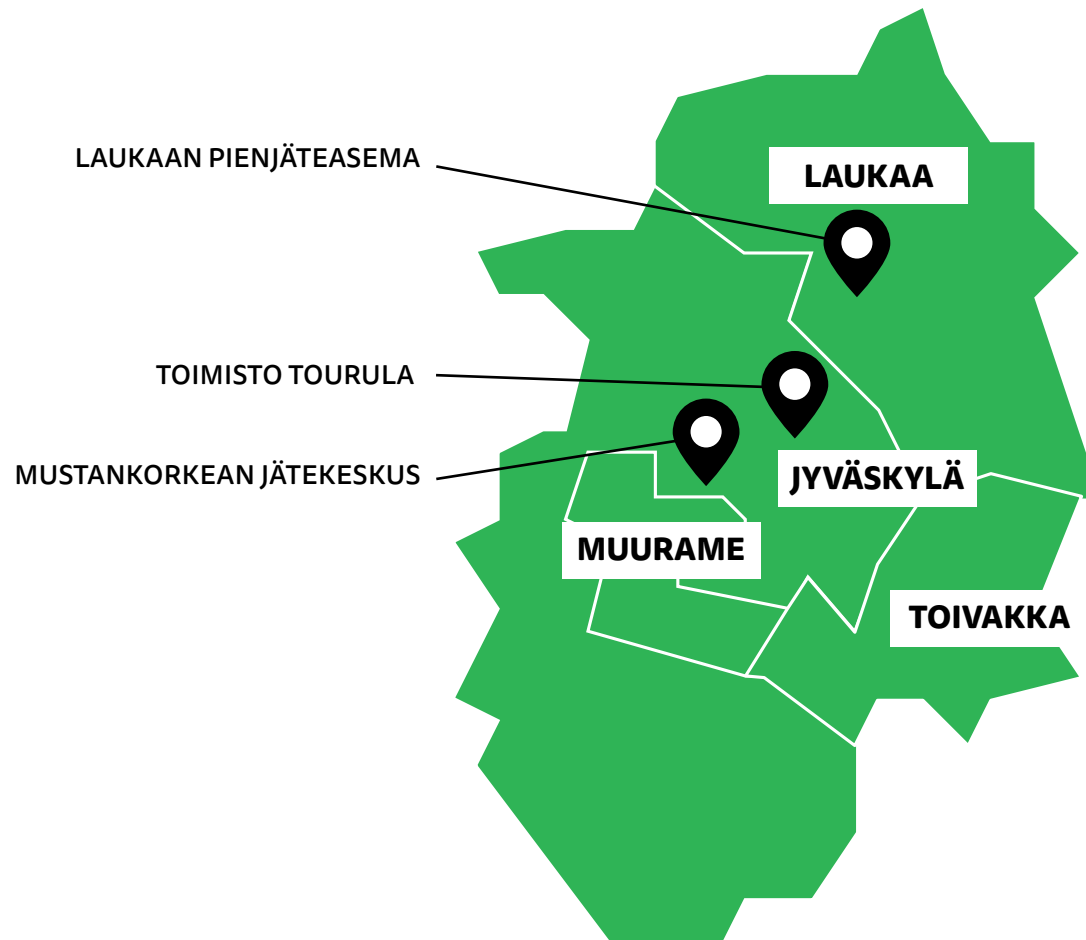 LAUKAAN PIENJÄTEASEMA
LAUKAA
TOIMISTO TOURULA
MUSTANKORKEAN JÄTEKESKUS
JYVÄSKYLÄ
MUURAME
TOIVAKKA